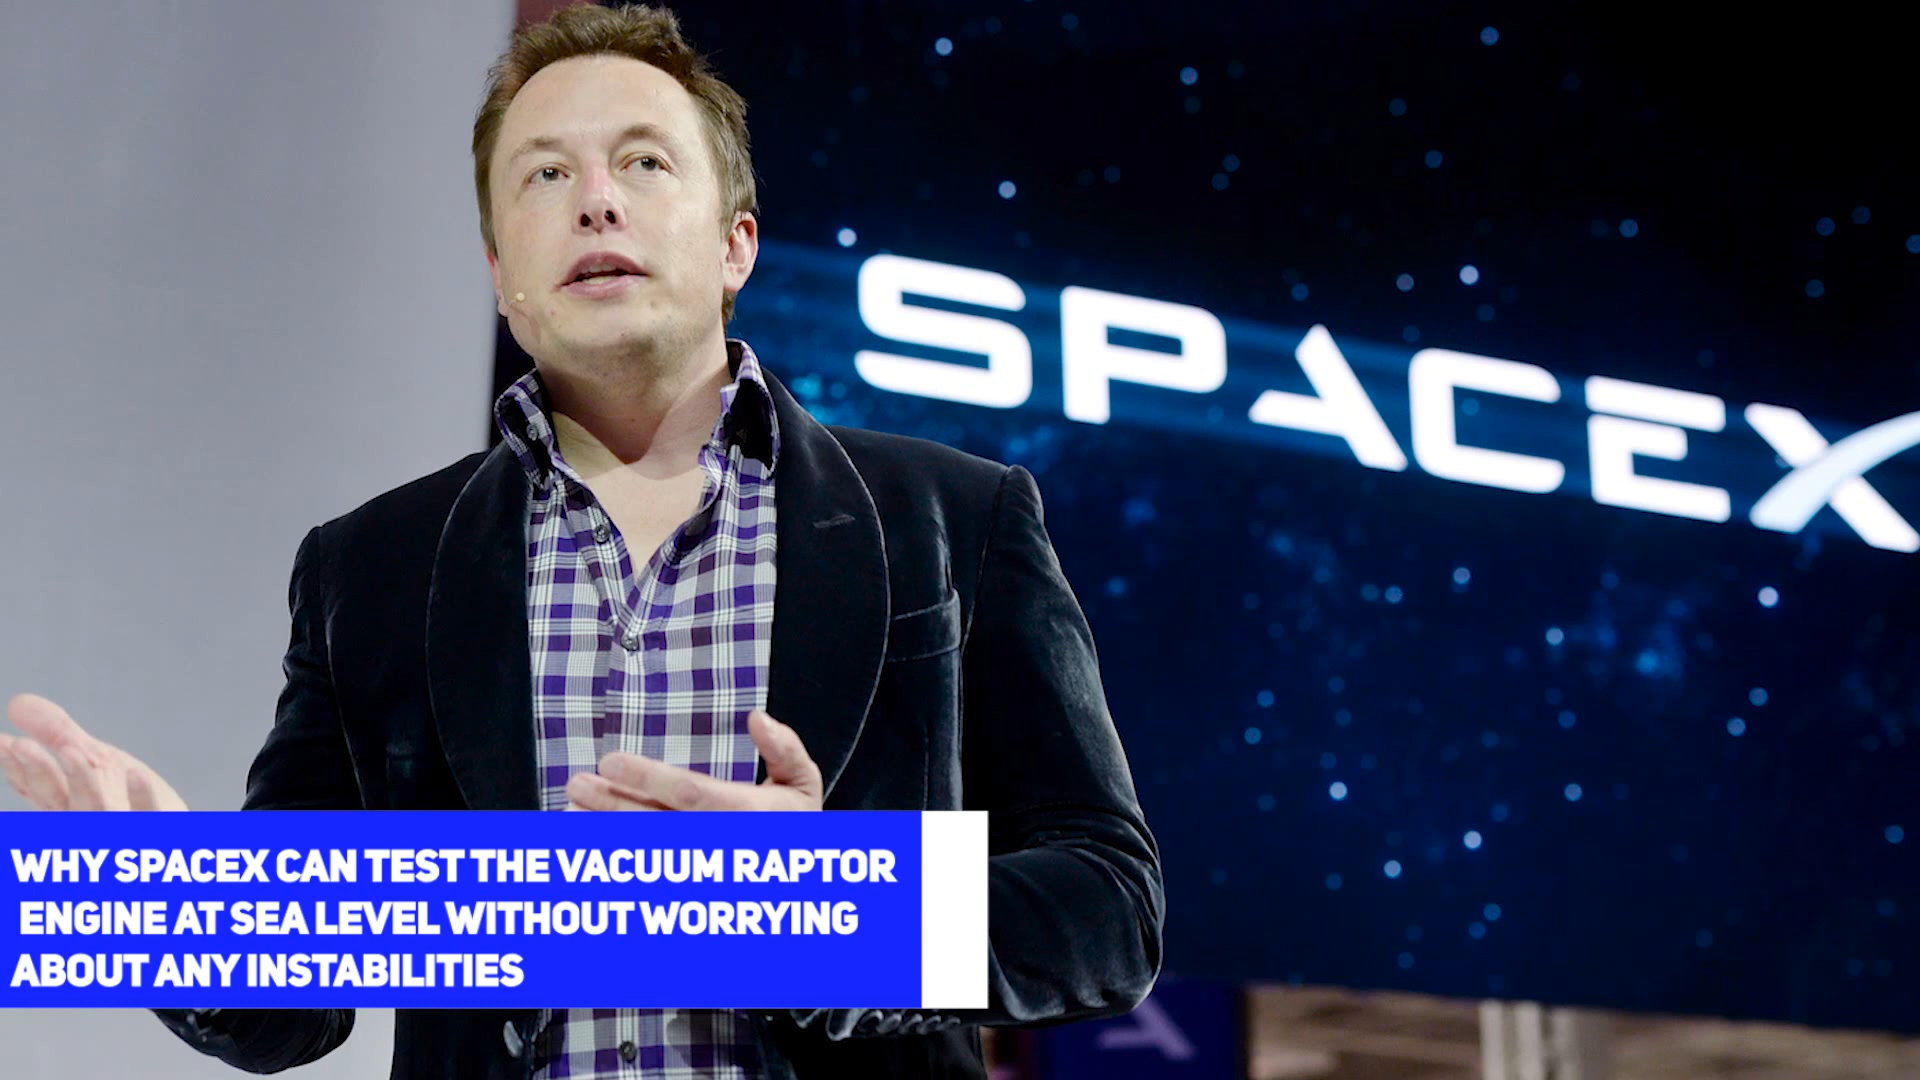 SPACEX
WHY SPACEX CAN TEST THE VACUUM RAPTOR
ENGINE AT SEA LEVEL WITHOUT WORRYING
ABOUT ANY INSTABILITIES